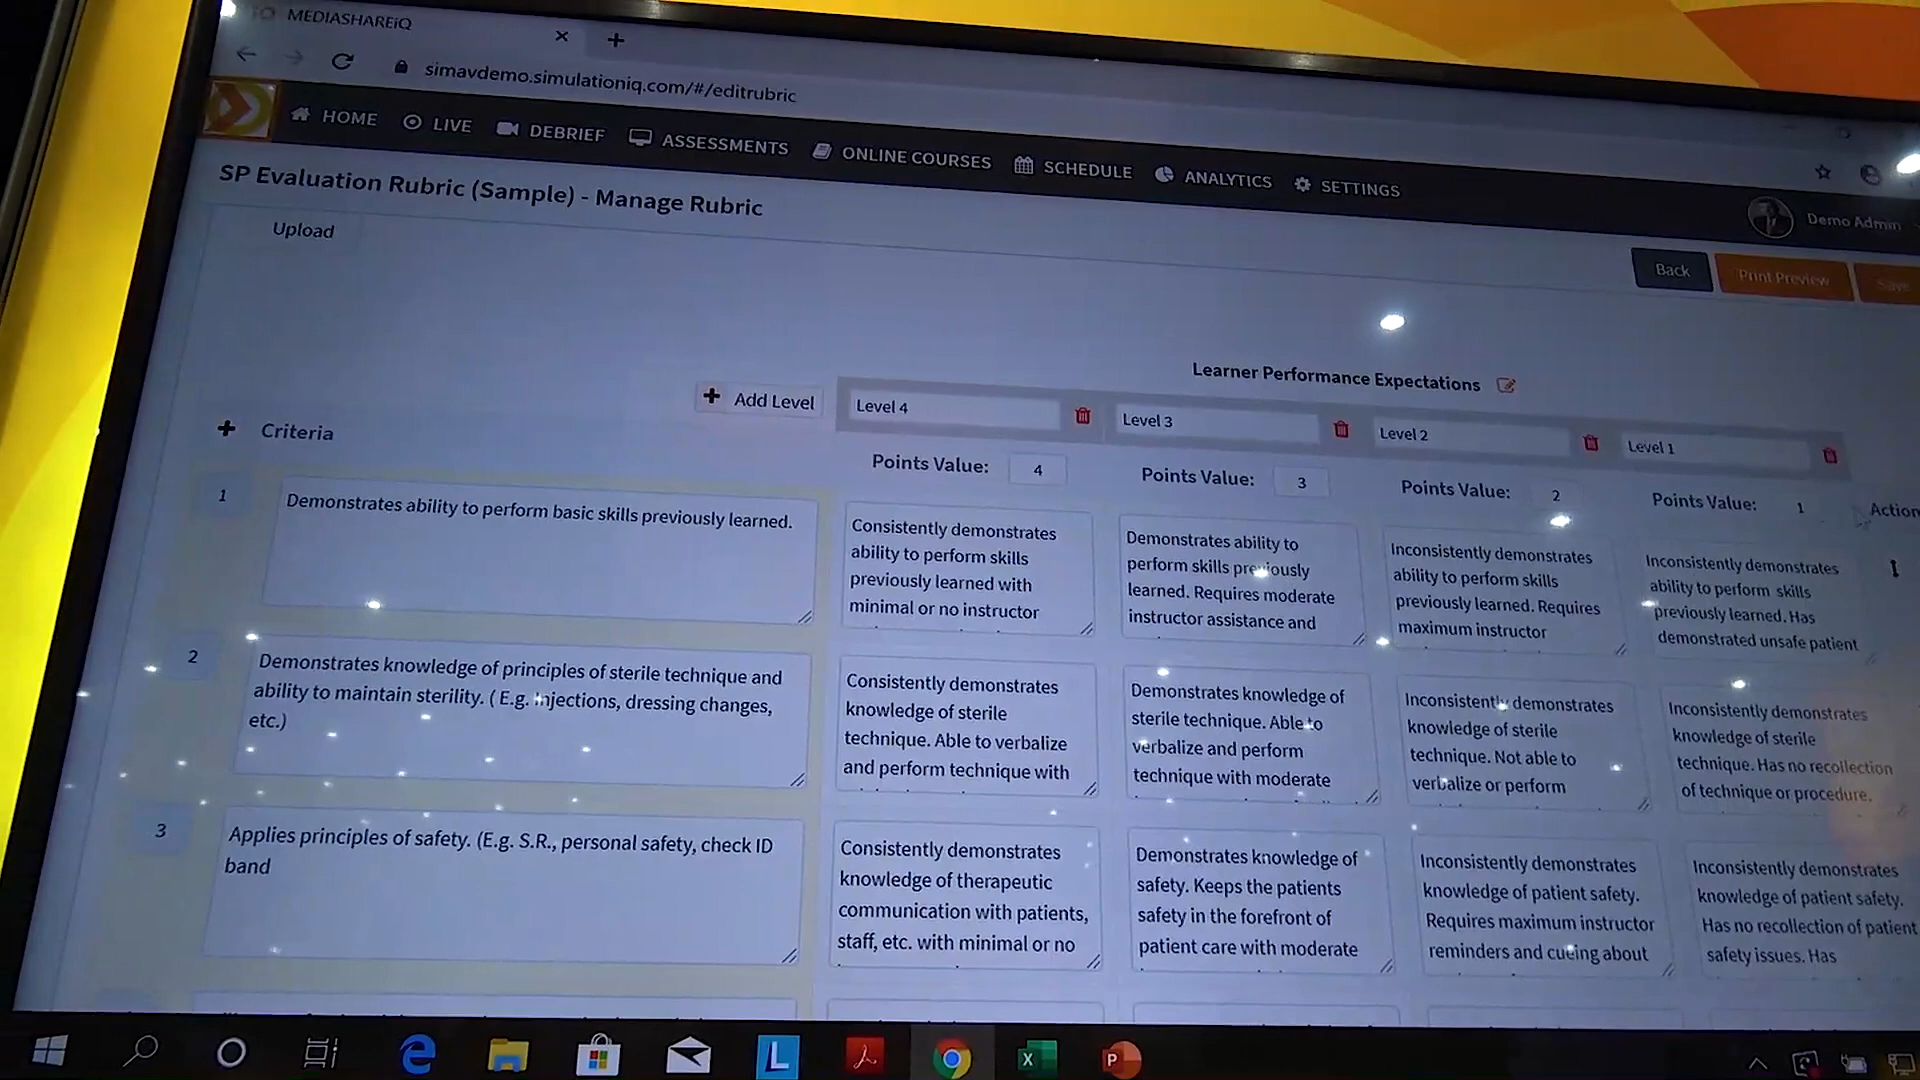 MEDIASHAREiQ
simavdemo.simulationiq.com/#/editrubric
HOME LIVE DEBRIEF ASSESSMENTS ONLINE COURSES SCHEDULE ANALYTICS SETTINGS
Demo Admin
SP Evaluation Rubric (Sample) - Manage Rubric
Upload
Back Print Preview Save
Learner Performance Expectations
Add Level
Level 4 Level 3 Level 2 Level 1
Criteria
Points Value: 4 Points Value: 3 Points Value: 2 Points Value: 1 Action
1
Demonstrates ability to perform basic skills previously learned.
Consistently demonstrates
ability to perform skills
previously learned with
minimal or no instructor
Demonstrates ability to
perform skills previously
learned. Requires moderate
instructor assistance and
Inconsistently demonstrates
ability to perform skills
previously learned. Requires
maximum instructor
Inconsistently demonstrates
ability to perform skills
previously learned. Has
demonstrated unsafe patient
2
Demonstrates knowledge of principles of sterile technique and
ability to maintain sterility. ( E.g. injections, dressing changes,
etc.)
Consistently demonstrates
knowledge of sterile
technique. Able to verbalize
and perform technique with
Demonstrates knowledge of
sterile technique. Able to
verbalize and perform
technique with moderate
Inconsistently demonstrates
knowledge of sterile
technique. Not able to
verbalize or perform
Inconsistently demonstrates
knowledge of sterile
technique. Has no recollection
of technique or procedure.
3
Applies principles of safety. (E.g. S.R., personal safety, check ID
band
Consistently demonstrates
knowledge of therapeutic
communication with patients,
staff, etc. with minimal or no
Demonstrates knowledge of
safety. Keeps the patients
safety in the forefront of
patient care with moderate
Inconsistently demonstrates
knowledge of patient safety.
Requires maximum instructor
reminders and cueing about
Inconsistently demonstrates
knowledge of patient safety.
Has no recollection of patient
safety issues. Has